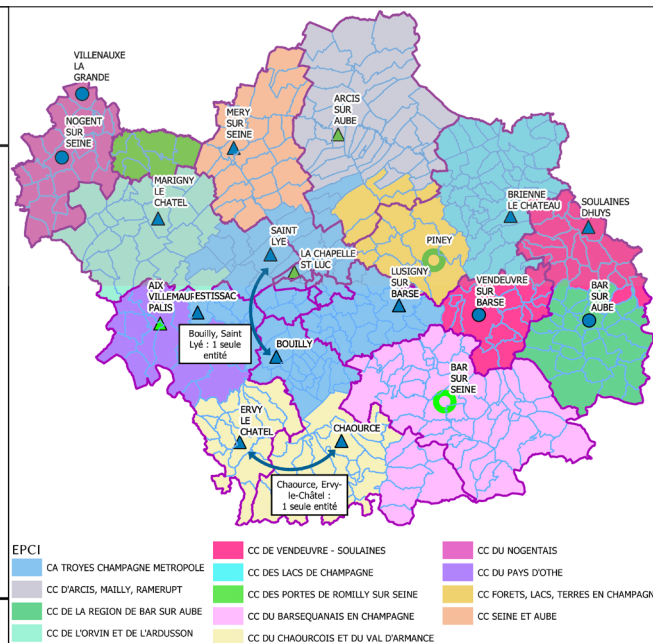 VILLENAUXE
LA
GRANDE
NOGENT
SUR
SEINE
MERY
SUR
SEINE
ARCIS
SUR
AUBE
MARIGNY
LE
CHATEL
BRIENNE
LE CHATEAU
SOULAINES
DHUYS
SAINT
LYE
PINEY
LA CHAPELLE
ST LUC
LUSIGNY
SUR
BARSE
VENDEUVRE
SUR
BARSE
BAR
SUR
AUBE
AIX
VILLEMAUR
PALIS
ESTISSAC
Bouilly, Saint
Lyé : 1 seule
entité
BOUILLY
BAR
SUR
SEINE
ERVY
LE
CHATEL
CHAOURCE
Chaource, Ervy-
le-Châtel :
1 seule entité
EPCI
CA TROYES CHAMPAGNE METROPOLE
CC D'ARCIS, MAILLY, RAMERUPT
CC DE LA REGION DE BAR SUR AUBE
CC DE L'ORVIN ET DE L'ARDUSSON
CC DE VENDEUVRE - SOULAINES
CC DES LACS DE CHAMPAGNE
CC DES PORTES DE ROMILLY SUR SEINE
CC DU BARSEQUANAIS EN CHAMPAGNE
CC DU CHAOURCOIS ET DU VAL D'ARMANCE
CC DU NOGENTAIS
CC DU PAYS D'OTHE
CC FORETS, LACS, TERRES EN CHAMPAGN
CC SEINE ET AUBE